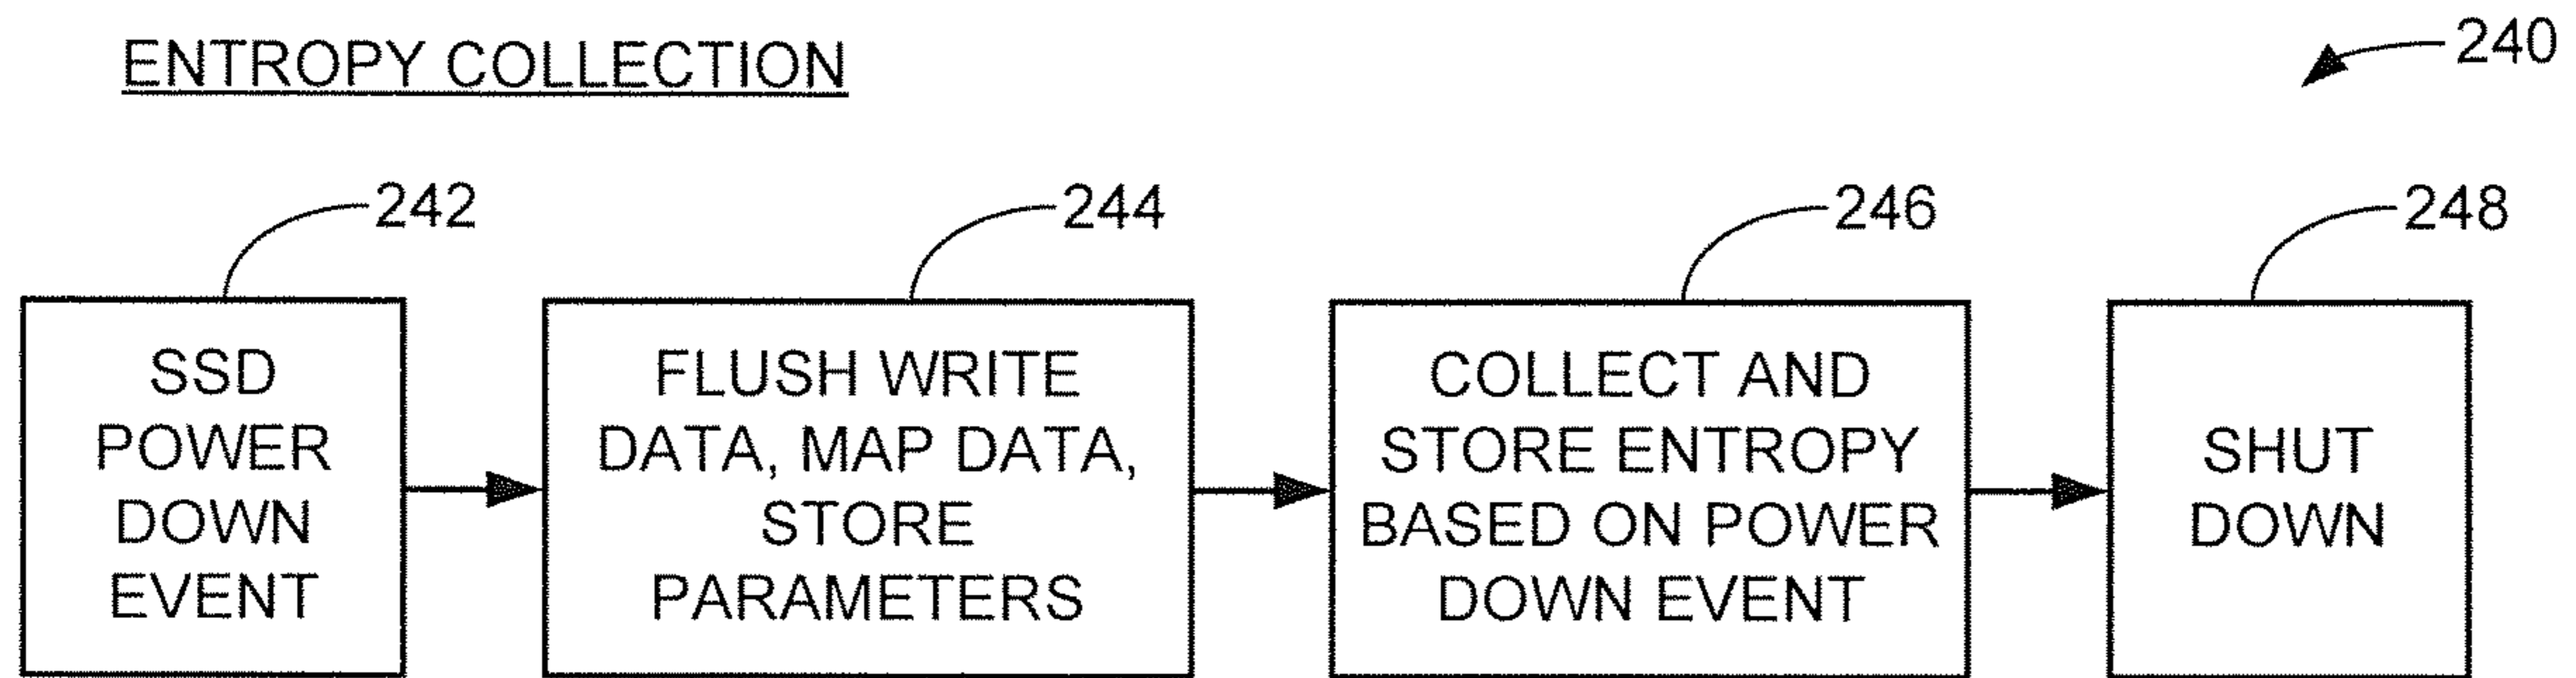 ENTROPY COLLECTION
240
242
244
246
248
SSD
POWER
DOWN
EVENT
FLUSH WRITE
DATA, MAP DATA,
STORE
PARAMETERS
COLLECT AND
STORE ENTROPY
BASED ON POWER
DOWN EVENT
SHUT
DOWN